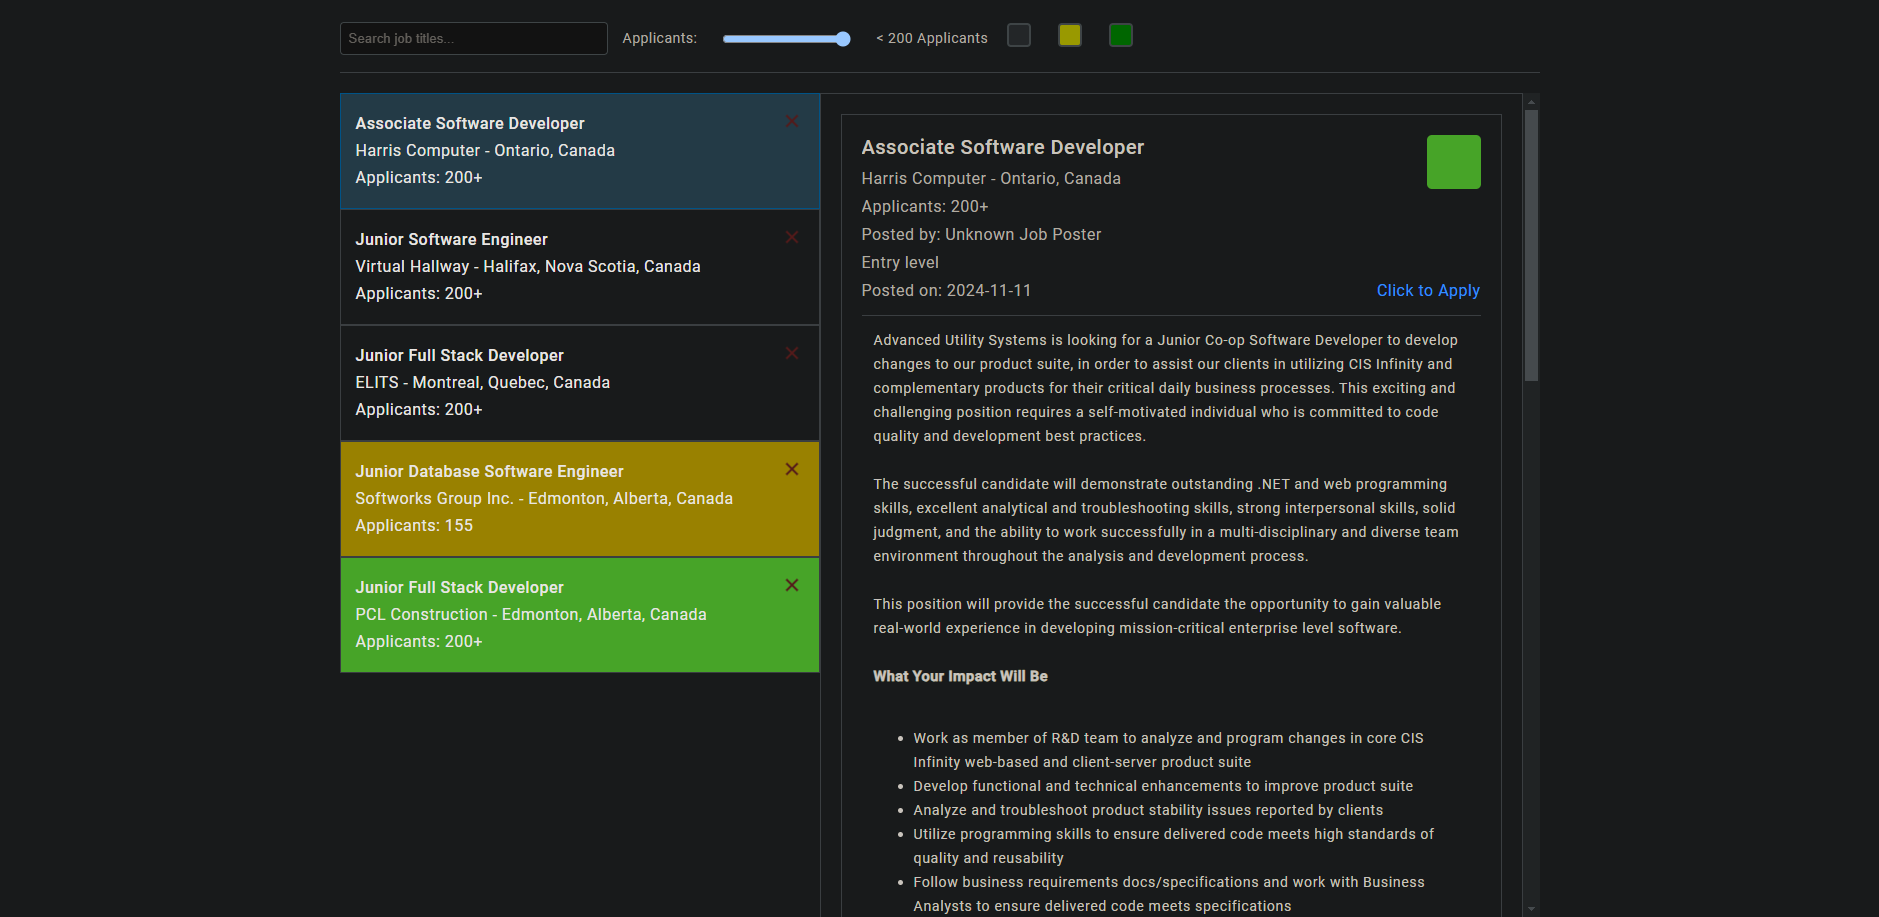 Search job titles...
Applicants:
< 200 Applicants
Associate Software Developer
Harris Computer - Ontario, Canada
Applicants: 200+
Junior Software Engineer
Virtual Hallway - Halifax, Nova Scotia, Canada
Applicants: 200+
Junior Full Stack Developer
ELITS - Montreal, Quebec, Canada
Applicants: 200+
Junior Database Software Engineer
Softworks Group Inc. - Edmonton, Alberta, Canada
Applicants: 155
Junior Full Stack Developer
PCL Construction - Edmonton, Alberta, Canada
Applicants: 200+
Associate Software Developer
Harris Computer - Ontario, Canada
Applicants: 200+
Posted by: Unknown Job Poster
Entry level
Posted on: 2024-11-11
Click to Apply
Advanced Utility Systems is looking for a Junior Co-op Software Developer to develop
changes to our product suite, in order to assist our clients in utilizing CIS Infinity and
complementary products for their critical daily business processes. This exciting and
challenging position requires a self-motivated individual who is committed to code
quality and development best practices.
The successful candidate will demonstrate outstanding .NET and web programming
skills, excellent analytical and troubleshooting skills, strong interpersonal skills, solid
judgment, and the ability to work successfully in a multi-disciplinary and diverse team
environment throughout the analysis and development process.
This position will provide the successful candidate the opportunity to gain valuable
real-world experience in developing mission-critical enterprise level software.
What Your Impact Will Be
• Work as member of R&D team to analyze and program changes in core CIS
Infinity web-based and client-server product suite
• Develop functional and technical enhancements to improve product suite
• Analyze and troubleshoot product stability issues reported by clients
• Utilize programming skills to ensure delivered code meets high standards of
quality and reusability
• Follow business requirements docs/specifications and work with Business
Analysts to ensure delivered code meets specifications